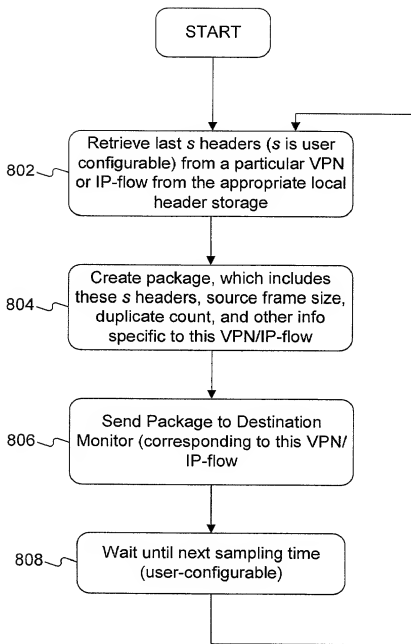 START
802
Retrieve last s headers (s is user
configurable) from a particular VPN
or IP-flow from the appropriate local
header storage
804
Create package, which includes
these s headers, source frame size,
duplicate count, and other info
specific to this VPN/IP-flow
806
Send Package to Destination
Monitor (corresponding to this VPN/
IP-flow
808
Wait until next sampling time
(user-configurable)